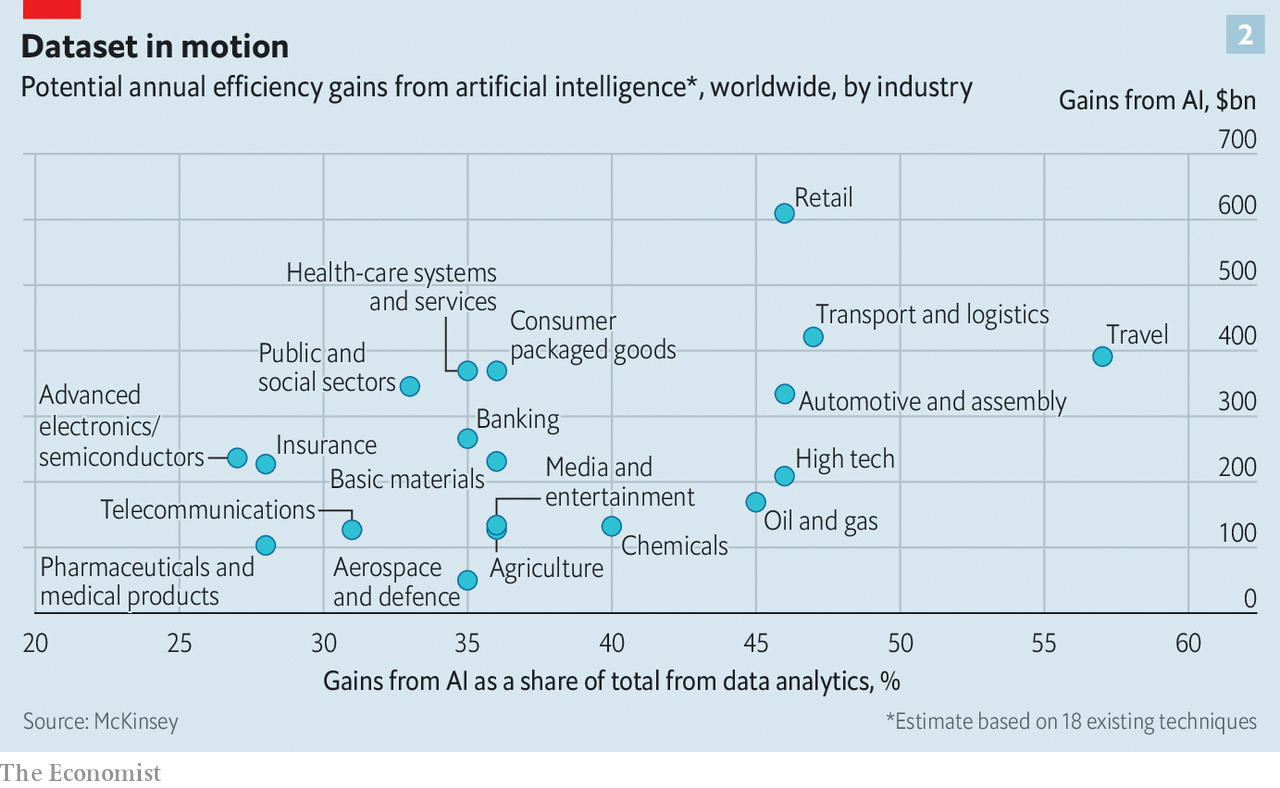 2
Dataset in motion
Potential annual efficiency gains from artificial intelligence*, worldwide, by industry
Gains from AI, $bn
700
600
500
400
300
200
100
0
Retail
Health-care systems
and services
Consumer
packaged goods
Transport and logistics
Travel
Public and
social sectors
Automotive and assembly
Advanced
electronics/
semiconductors
Insurance
Banking
Basic materials
Media and
entertainment
High tech
Telecommunications
Oil and gas
Chemicals
Pharmaceuticals and
medical products
Aerospace
and defence
Agriculture
20 25 30 35 40 45 50 55 60
Gains from AI as a share of total from data analytics, %
Source: McKinsey
*Estimate based on 18 existing techniques
The Economist